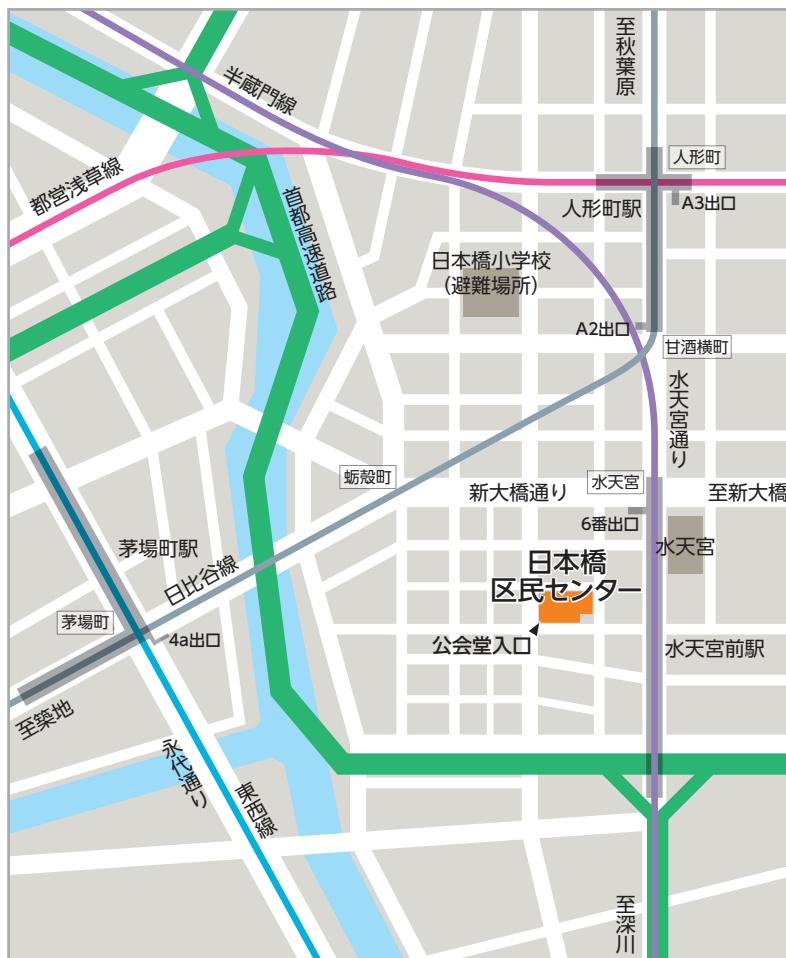 至秋葉原
半蔵門線
人形町
都営浅草線
人形町駅
A3出口
首都高速道路
日本橋小学校
(避難場所)
A2出口
甘酒横町
水天宮通り
蛎殻町
新大橋通り
水天宮
至新大橋
6番出口
茅場町駅
水天宮
日本橋
区民センター
日比谷線
茅場町
4a出口
公会堂入口
水天宮前駅
至築地
永代通り
東西線
至深川